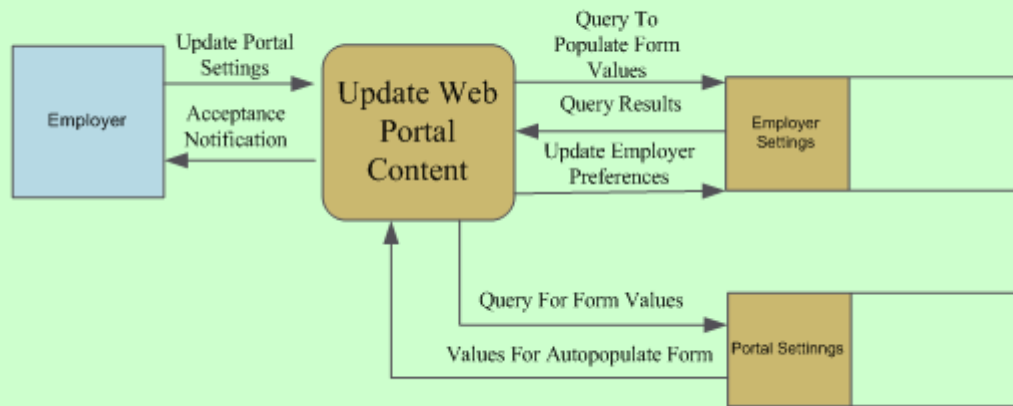 Employer
Update Portal
Settings
Acceptance
Notification
Update Web
Portal
Content
Query To
Populate Form
Values
Query Results
Update Employer
Preferences
Employer
Settings
Query For Form Values
Values For Autopopulate Form
Portal Settinngs